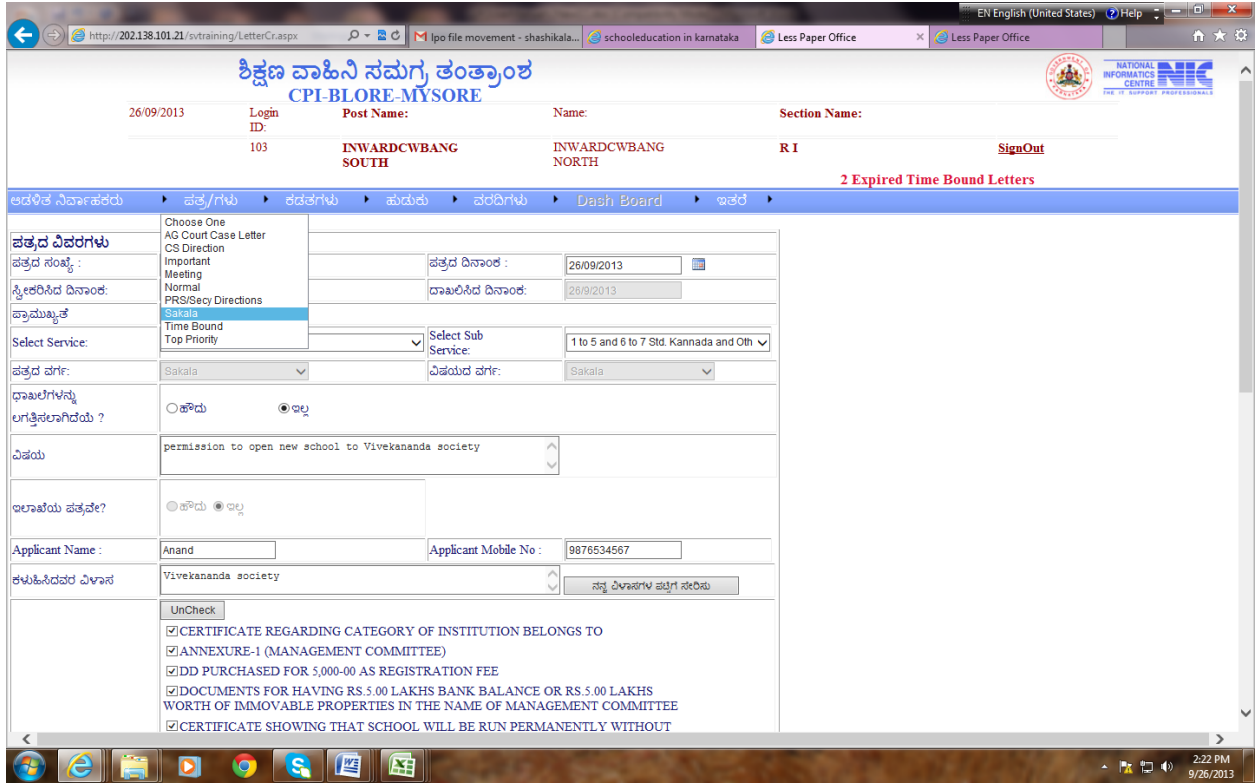 EN English (United States) Help
http://202.138.101.21/svtraining/LetterCr.aspx
lpo file movement - shashikala...
schooleducation in karnataka
Less Paper Office
Less Paper Office
ಶಿಕ್ಷಣ ವಾಹಿನಿ ಸಮಗ್ರ ತಂತ್ರಾಂಶ
CPI-BLORE-MYSORE
NATIONAL INFORMATICS CENTRE
NIC
THE IT SUPPORT PROFESSIONALS
26/09/2013 Login ID: Post Name: Name: Section Name:
103 INWARDCWBANG SOUTH INWARDCWBANG NORTH R I SignOut
2 Expired Time Bound Letters
ಆಡಳಿತ ನಿರ್ವಾಹಕರು ಪತ್ರ/ಗಳು ಕಡತಗಳು ಹುಡುಕು ವರದಿಗಳು Dash Board ಇತರೆ
Choose One
AG Court Case Letter
CS Direction
Important
Meeting
Normal
PRS/Secy Directions
Sakala
Time Bound
Top Priority
ಪತ್ರದ ವಿವರಗಳು
ಪತ್ರದ ಸಂಖ್ಯೆ : ಪತ್ರದ ದಿನಾಂಕ : 26/09/2013
ಸ್ವೀಕರಿಸಿದ ದಿನಾಂಕ: ದಾಖಲಿಸಿದ ದಿನಾಂಕ: 26/9/2013
ಪ್ರಾಮುಖ್ಯತೆ
Select Service: Select Sub Service: 1 to 5 and 6 to 7 Std. Kannada and Oth
ಪತ್ರದ ವರ್ಗ: Sakala ವಿಷಯದ ವರ್ಗ: Sakala
ಧಾಖಲೆಗಳನ್ನು
ಲಗತ್ತಿಸಲಾಗಿದೆಯೆ ? ಹೌದು ಇಲ್ಲ
ವಿಷಯ permission to open new school to Vivekananda society
ಇಲಾಖೆಯ ಪತ್ರವೇ? ಹೌದು ಇಲ್ಲ
Applicant Name : Anand Applicant Mobile No : 9876534567
ಕಳುಹಿಸಿದವರ ವಿಳಾಸ Vivekananda society ನನ್ನ ವಿಳಾಸಗಳ ಪಟ್ಟಿಗೆ ಸೇರಿಸು
UnCheck
CERTIFICATE REGARDING CATEGORY OF INSTITUTION BELONGS TO
ANNEXURE-1 (MANAGEMENT COMMITTEE)
DD PURCHASED FOR 5,000-00 AS REGISTRATION FEE
DOCUMENTS FOR HAVING RS.5.00 LAKHS BANK BALANCE OR RS.5.00 LAKHS
WORTH OF IMMOVABLE PROPERTIES IN THE NAME OF MANAGEMENT COMMITTEE
CERTIFICATE SHOWING THAT SCHOOL WILL BE RUN PERMANENTLY WITHOUT
2:22 PM
9/26/2013